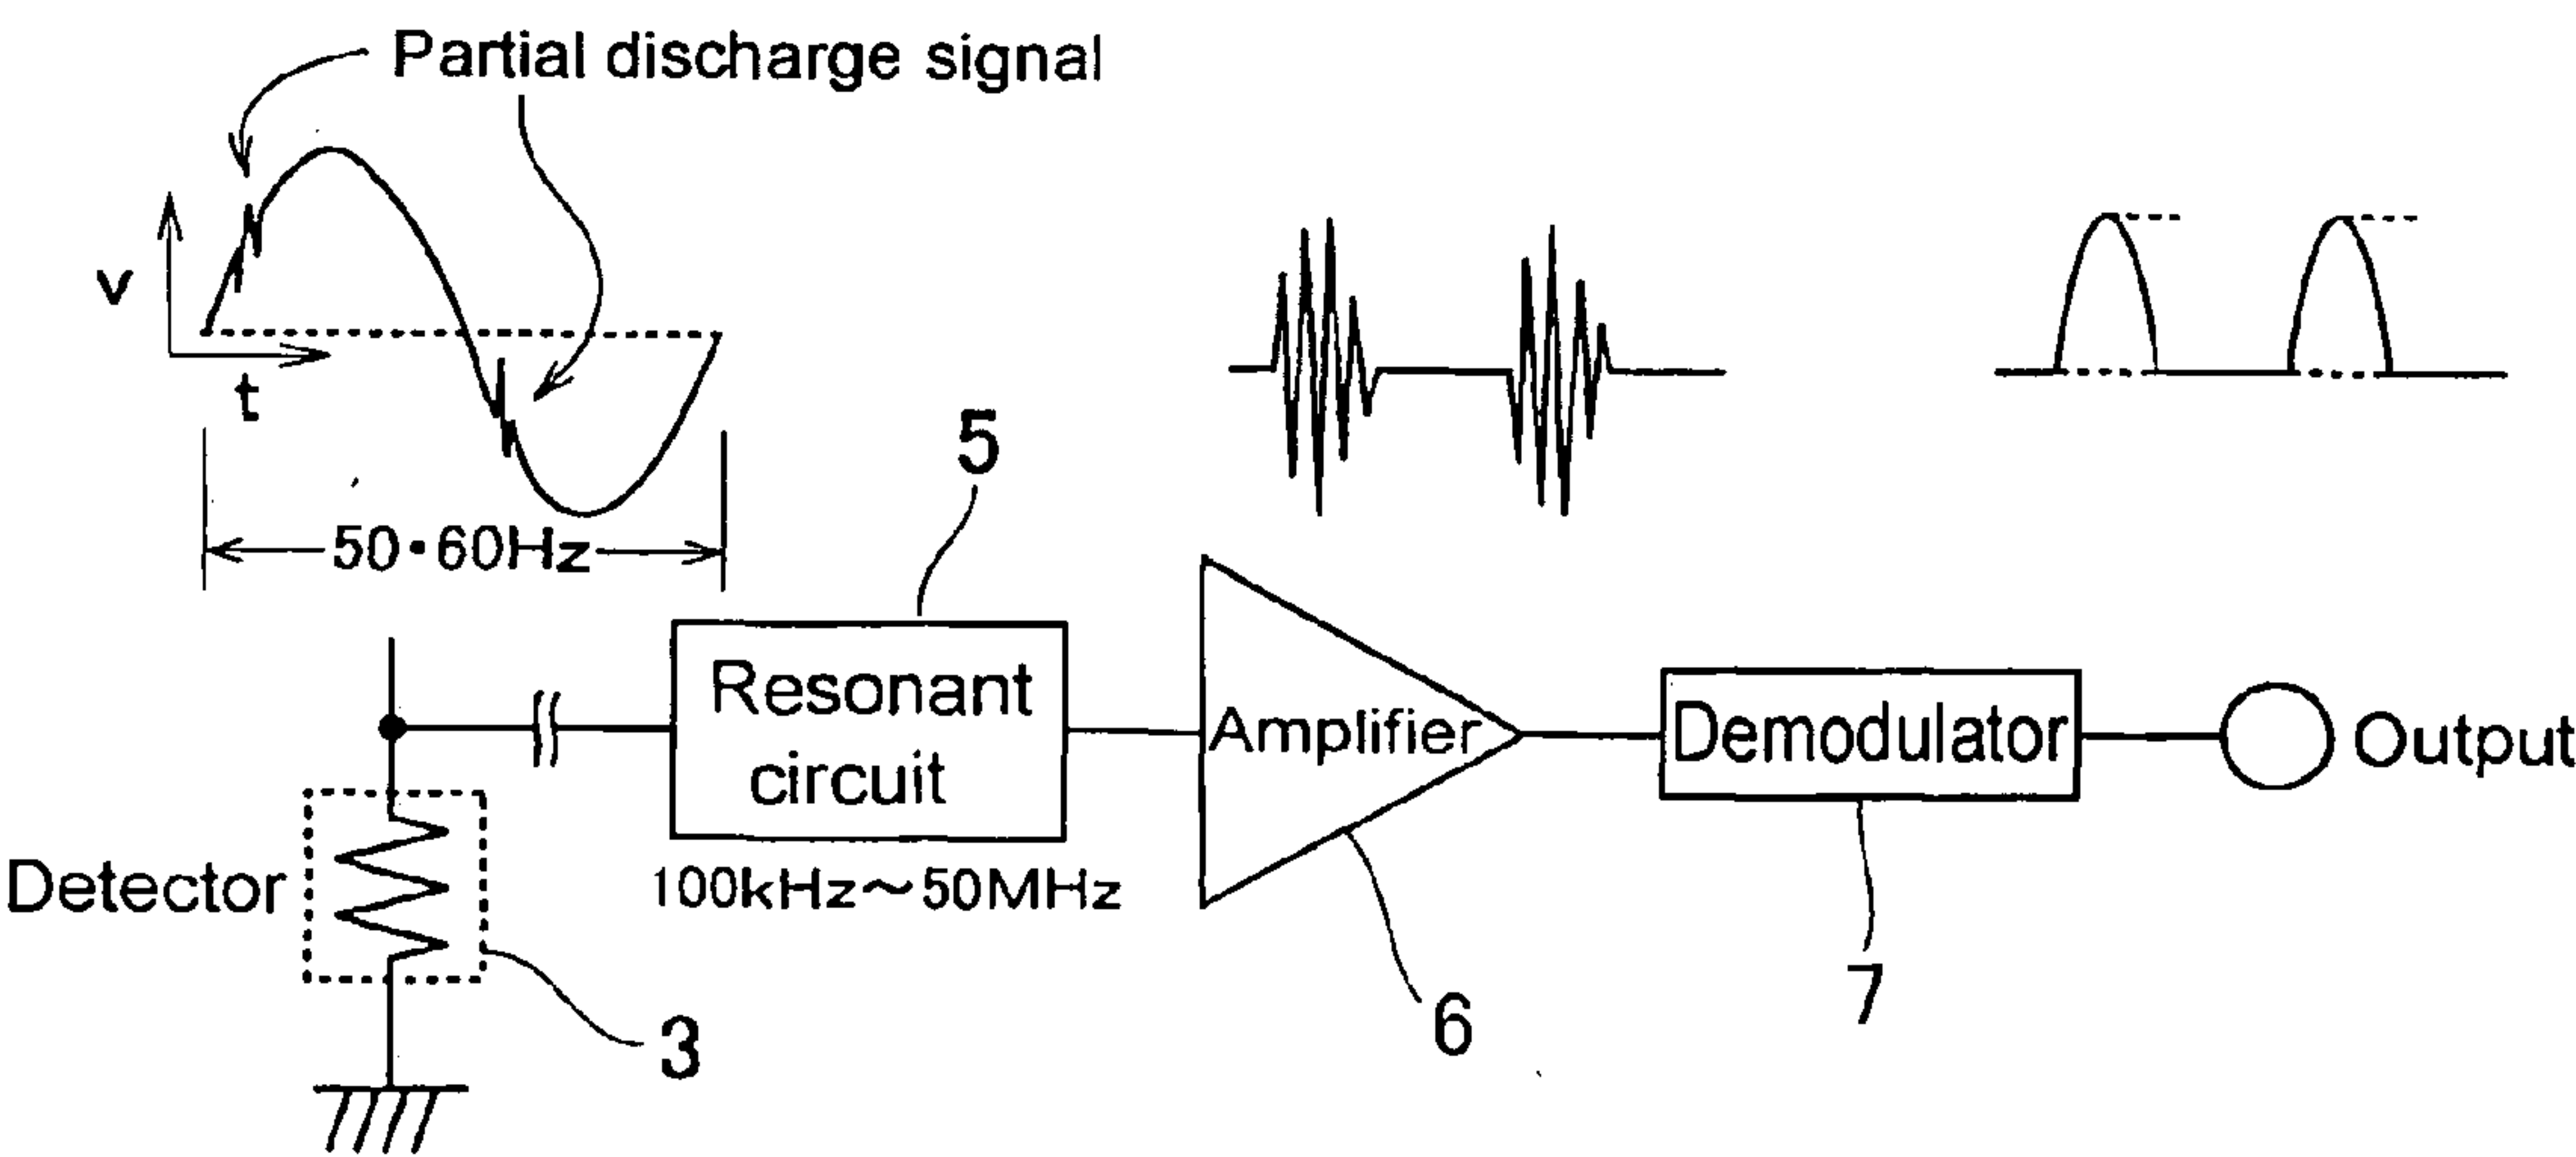 Partial discharge signal
v
t
50・60Hz
5
Resonant
circuit
100kHz～50MHz
Amplifier
Demodulator
Output
Detector
3
6
7